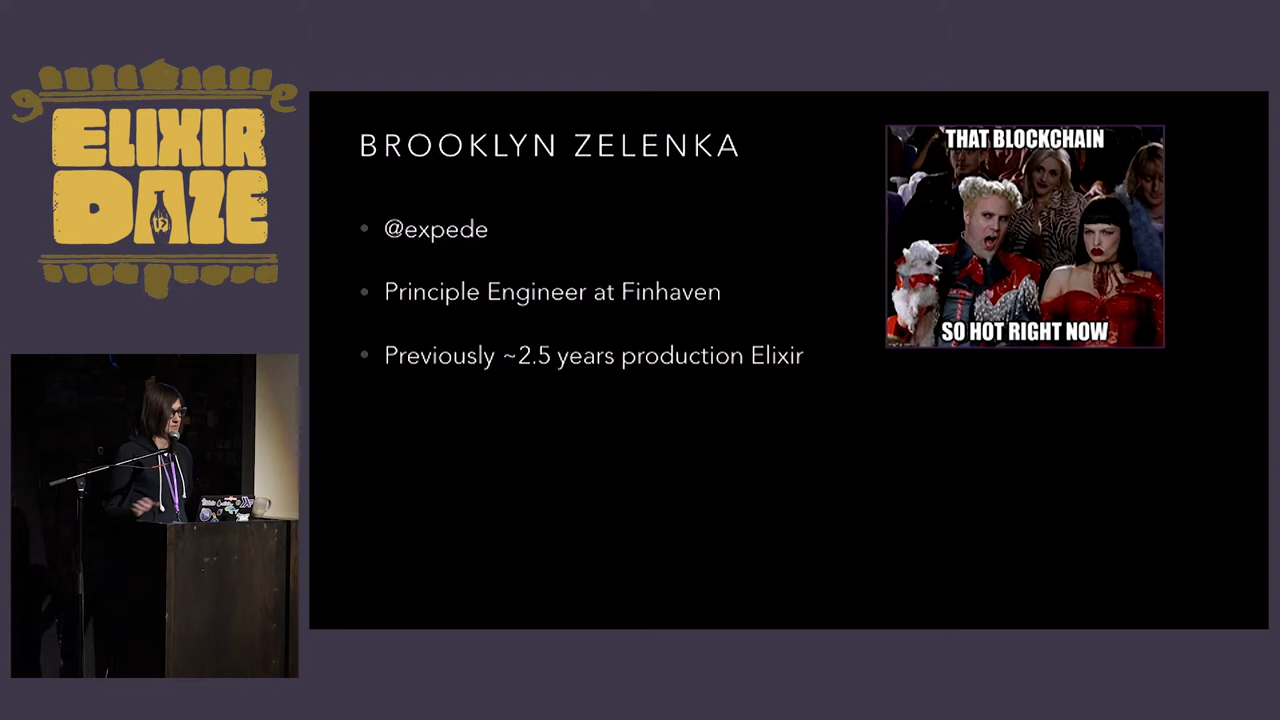 ELIXIR
DAZE
BROOKLYN ZELENKA
@expede
Principle Engineer at Finhaven
Previously ~2.5 years production Elixir
THAT BLOCKCHAIN
SO HOT RIGHT NOW